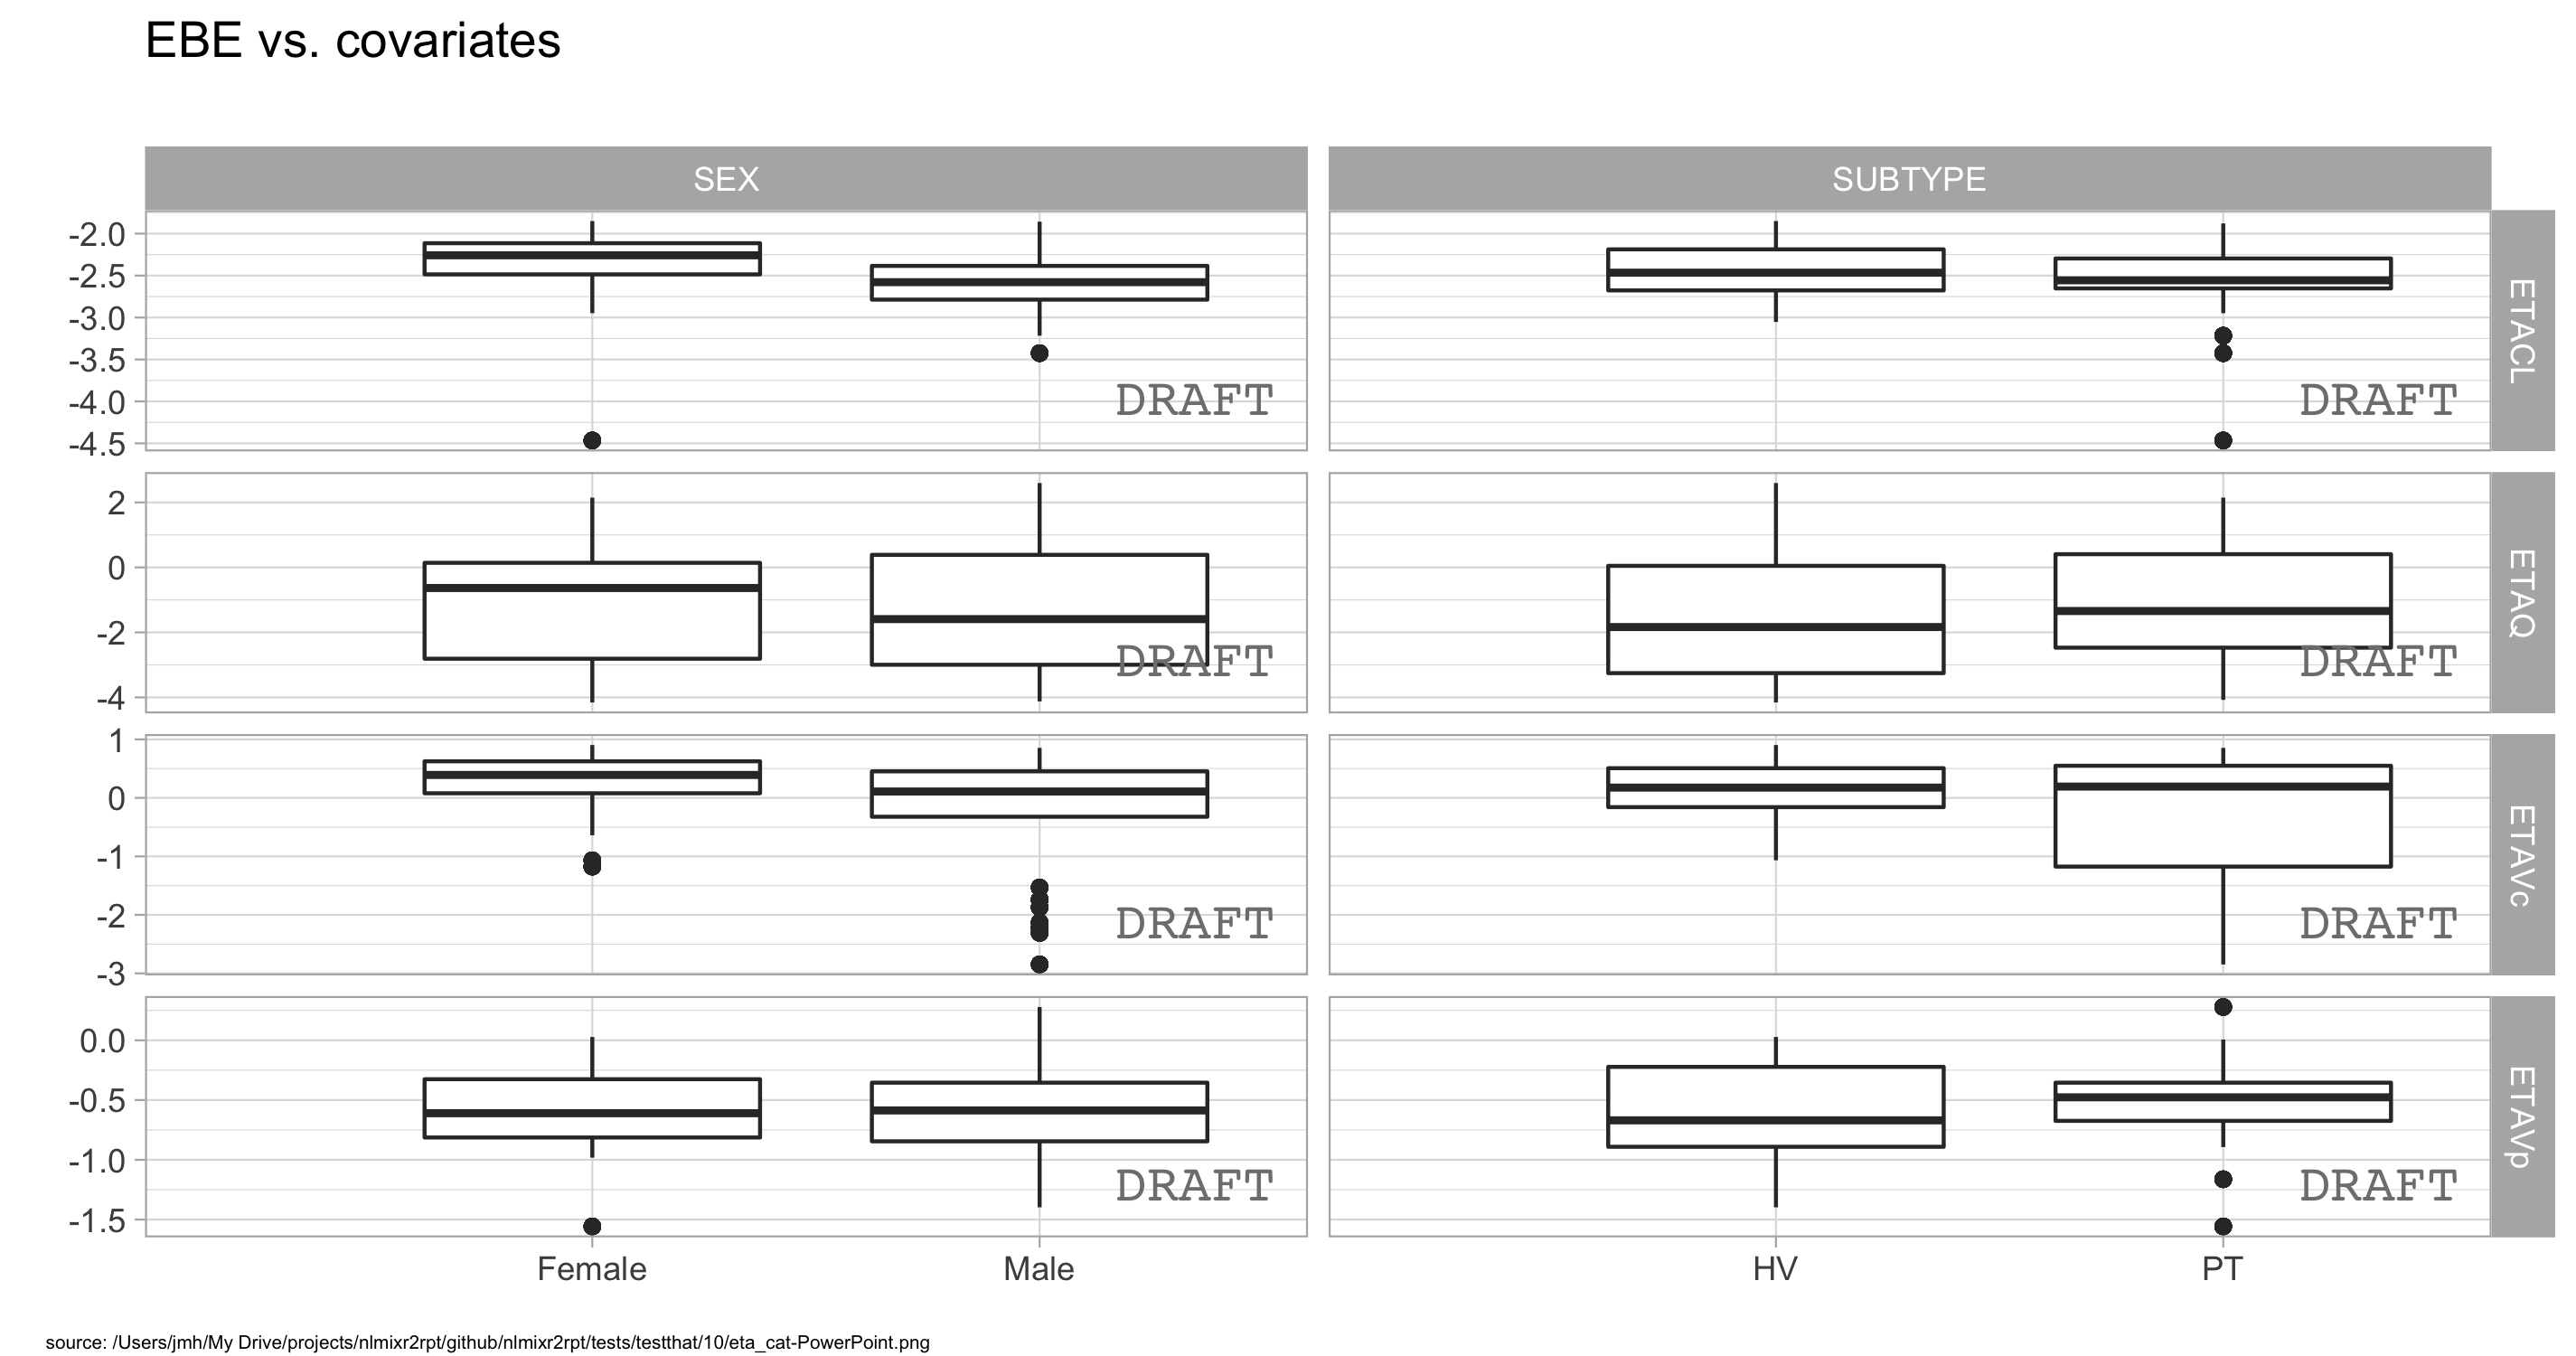 EBE vs. covariates
SEX SUBTYPE
-2.0
-2.5
-3.0
-3.5
-4.0
-4.5
DRAFT DRAFT
ETACL
2
0
-2
-4
DRAFT DRAFT
ETAQ
1
0
-1
-2
-3
DRAFT DRAFT
ETAVc
0.0
-0.5
-1.0
-1.5
DRAFT DRAFT
ETAVp
Female Male HV PT
source: /Users/jmh/My Drive/projects/nlmixr2rpt/github/nlmixr2rpt/tests/testthat/10/eta_cat-PowerPoint.png